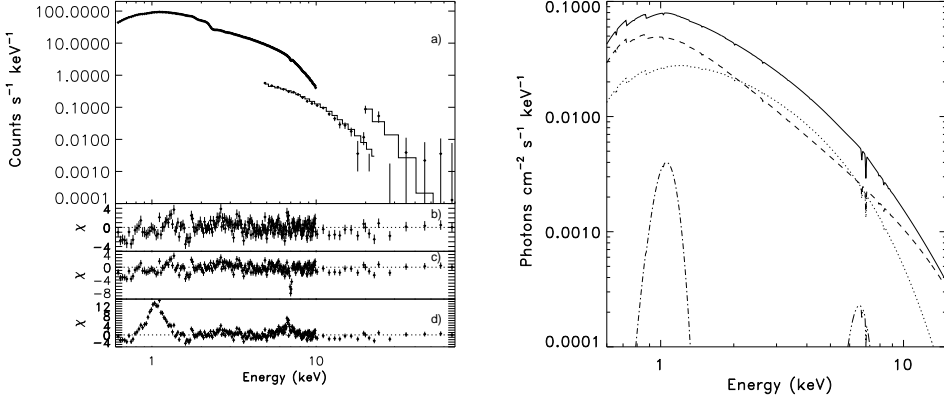 100.0000
10.0000
1.0000
0.1000
0.0100
0.0010
0.0001
Counts s⁻¹ keV⁻¹
a)
4
0
−4
χ
b)
4
0
−4
−8
χ
c)
12
8
4
0
−4
χ
d)
1
10
Energy (keV)
0.1000
0.0100
0.0010
0.0001
Photons cm⁻² s⁻¹ keV⁻¹
1
10
Energy (keV)